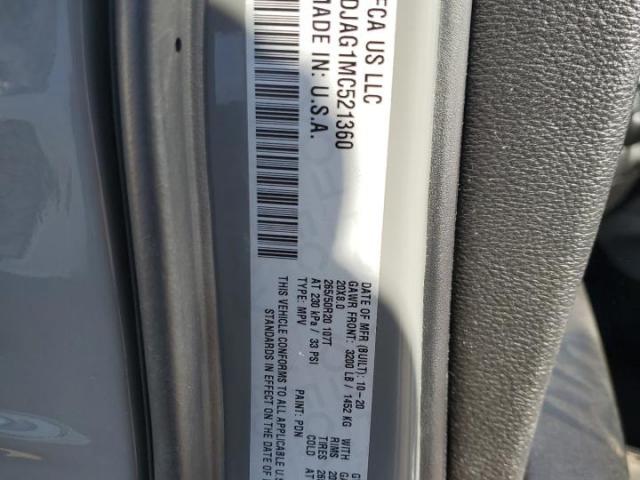 FCA US LLC
DJAG1MC521360
MADE IN: U.S.A.
DATE OF MFR (BUILT): 10-20
GAWR FRONT: 3200 LB / 1452 KG WITH
20X8.0 RIMS
265/50R20 107T TIRES
AT 230 kPa / 33 PSI COLD
TYPE: MPV PAINT: PDN
THIS VEHICLE CONFORMS TO ALL APPLICABLE U.S
STANDARDS IN EFFECT ON THE DATE OF